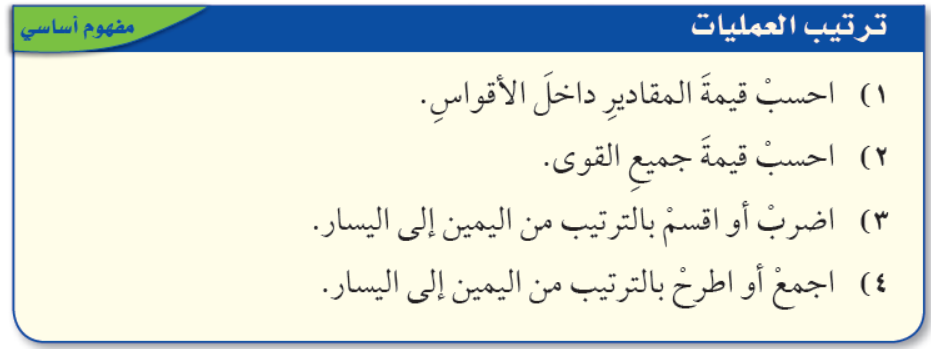 ترتيب العمليات
مفهوم أساسي
١) احسبْ قيمةَ المقاديرِ داخلَ الأقواسِ.
٢) احسبْ قيمةَ جميعِ القوى.
٣) اضربْ أو اقسمْ بالترتيب من اليمين إلى اليسار.
٤) اجمعْ أو اطرحْ بالترتيب من اليمين إلى اليسار.